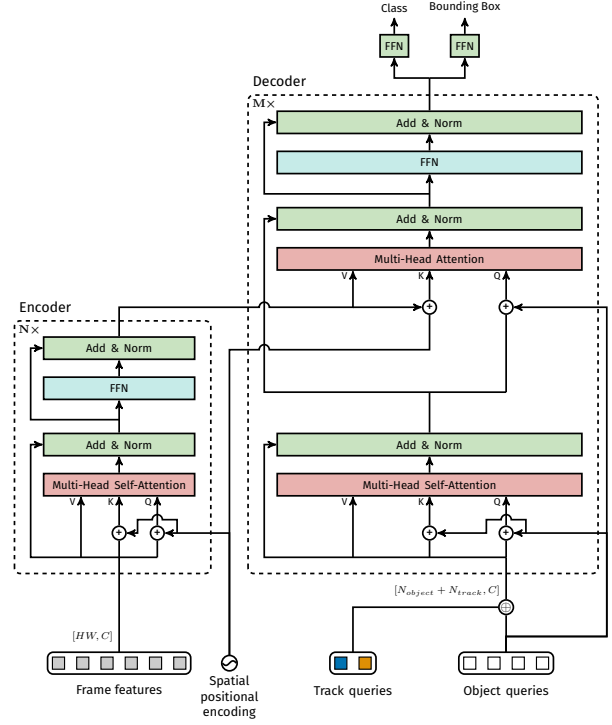 Class
Bounding Box
FFN
FFN
Decoder
M×
Add & Norm
FFN
Add & Norm
Multi-Head Attention
V
K
Q
+
+
Encoder
N×
Add & Norm
FFN
Add & Norm
Multi-Head Self-Attention
V
K
Q
+
+
Add & Norm
Multi-Head Self-Attention
V
K
Q
+
+
[HW, C]
[N_object + N_track, C]
Frame features
Spatial
positional
encoding
Track queries
Object queries